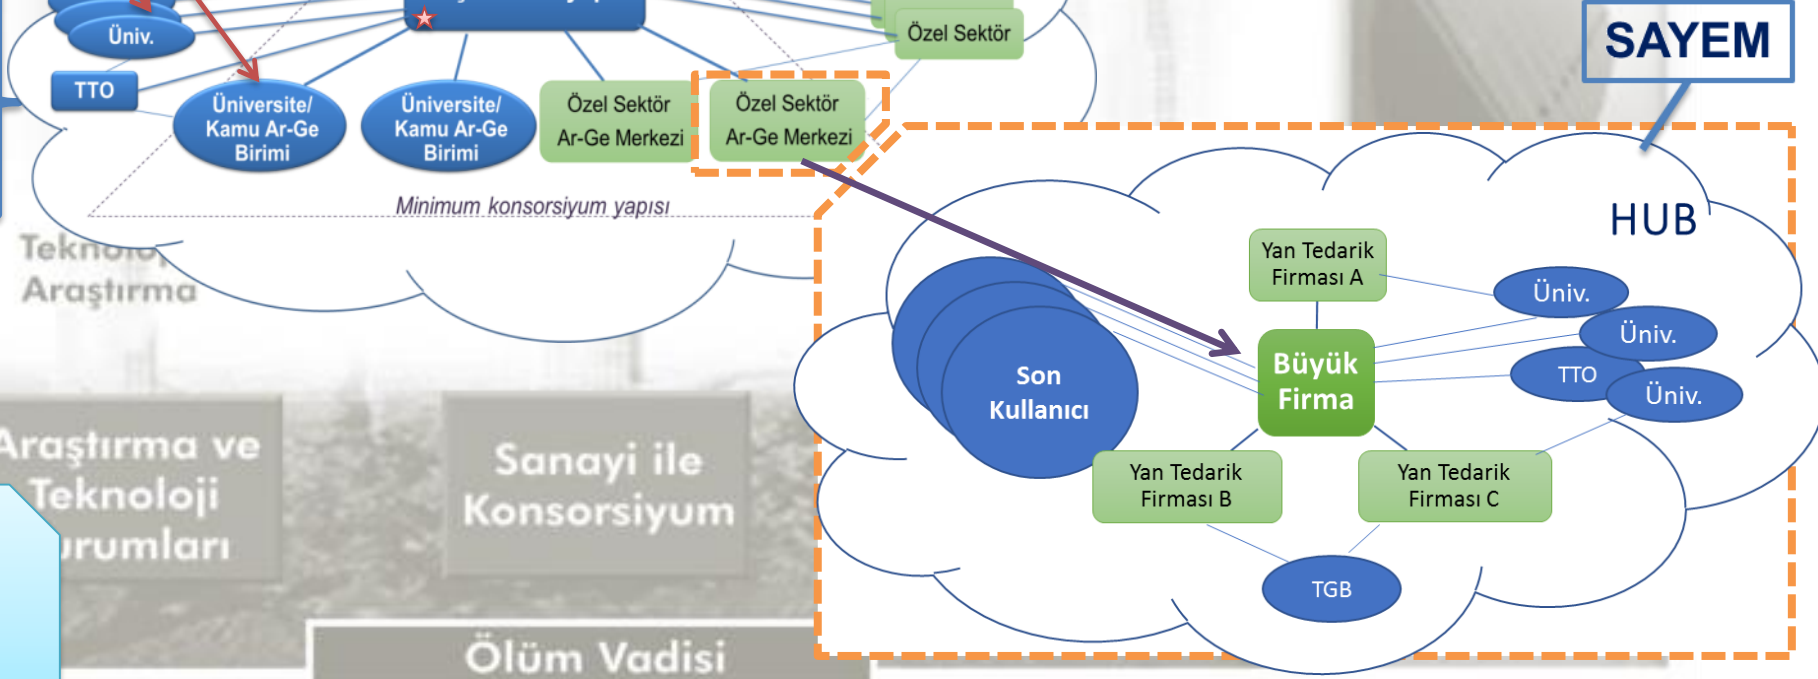 Üniv.
TTO
Üniversite/
Kamu Ar-Ge
Birimi
Üniversite/
Kamu Ar-Ge
Birimi
Özel Sektör
Ar-Ge Merkezi
Özel Sektör
Ar-Ge Merkezi
Özel Sektör
Minimum konsorsiyum yapısı
SAYEM
HUB
Yan Tedarik
Firması A
Üniv.
Üniv.
TTO
Üniv.
Büyük
Firma
Son
Kullanıcı
Yan Tedarik
Firması B
Yan Tedarik
Firması C
TGB
Araştırma
Araştırma ve
Teknoloji
Sanayi ile
Konsorsiyum
Ölüm Vadisi